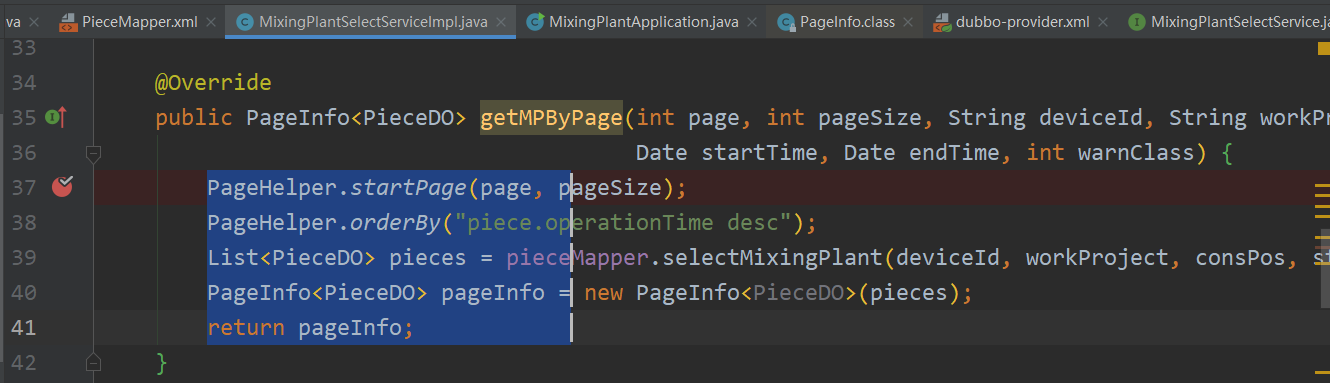 va PieceMapper.xml MixingPlantSelectServiceImpl.java MixingPlantApplication.java PageInfo.class dubbo-provider.xml MixingPlantSelectService.ja
33
34 @Override
35 public PageInfo<PieceDO> getMPByPage(int page, int pageSize, String deviceId, String workPr
36 Date startTime, Date endTime, int warnClass) {
37 PageHelper.startPage(page, pageSize);
38 PageHelper.orderBy("piece.operationTime desc");
39 List<PieceDO> pieces = pieceMapper.selectMixingPlant(deviceId, workProject, consPos, s
40 PageInfo<PieceDO> pageInfo = new PageInfo<PieceDO>(pieces);
41 return pageInfo;
42 }